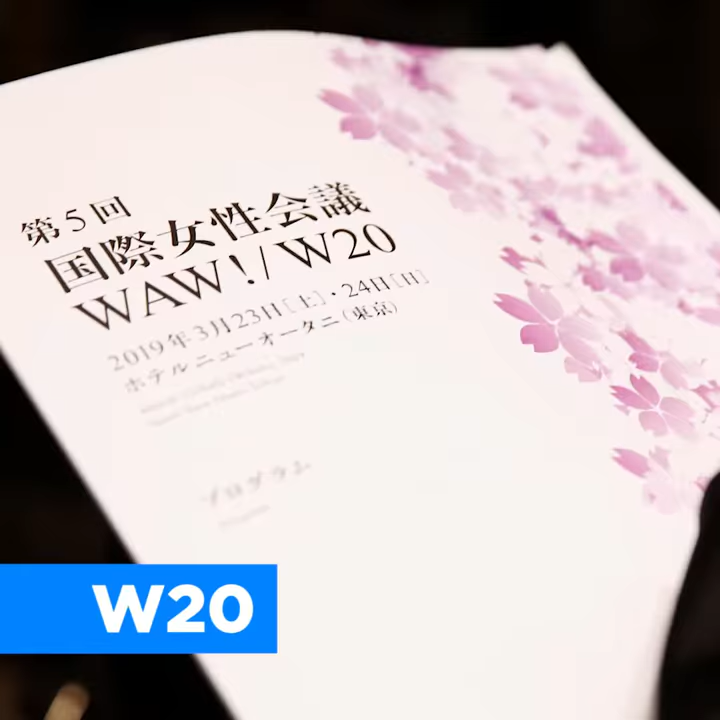 第5回
国際女性会議
WAW! / W20
2019年3月23日[土]・24日[日]
ホテルニューオータニ(東京)
プログラム
W20